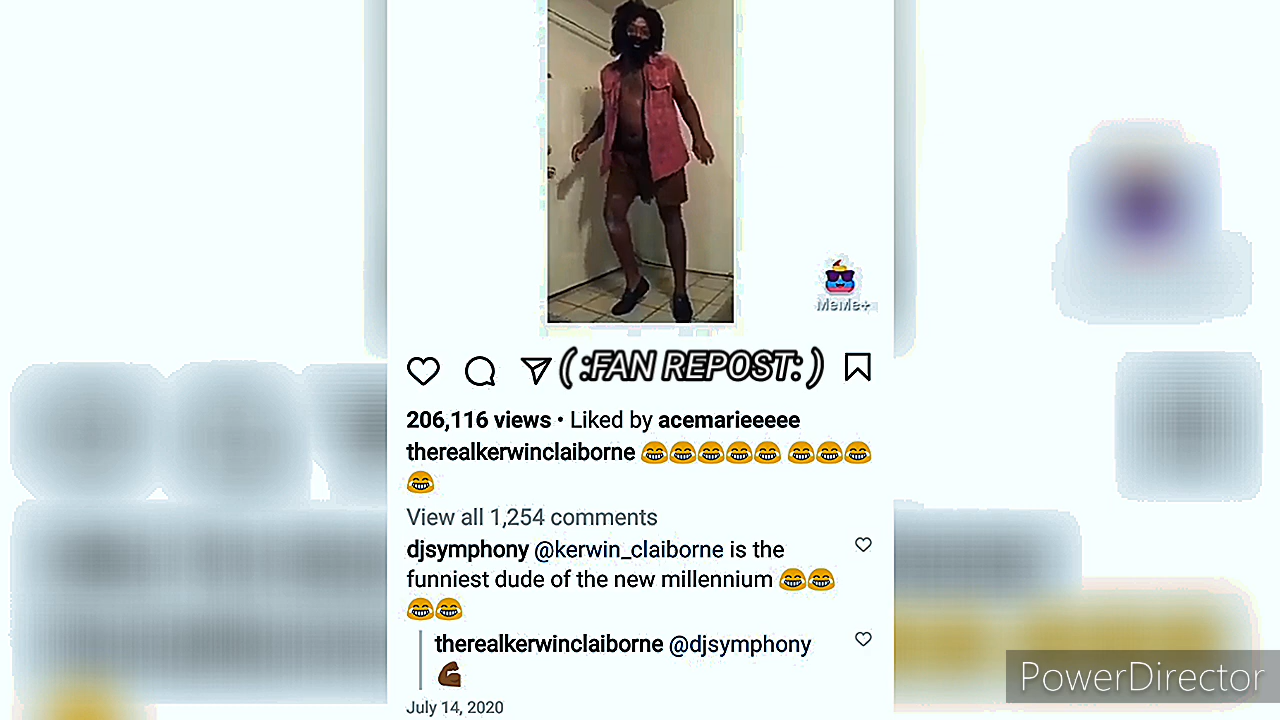 MeMe+
( :FAN REPOST: )
206,116 views • Liked by acemarieeeee
therealkerwinclaiborne 😂😂😂😂😂 😂😂😂
😂
View all 1,254 comments
djsymphony @kerwin_claiborne is the
funniest dude of the new millennium 😂😂
😂😂
therealkerwinclaiborne @djsymphony
💪🏾
July 14, 2020
PowerDirector